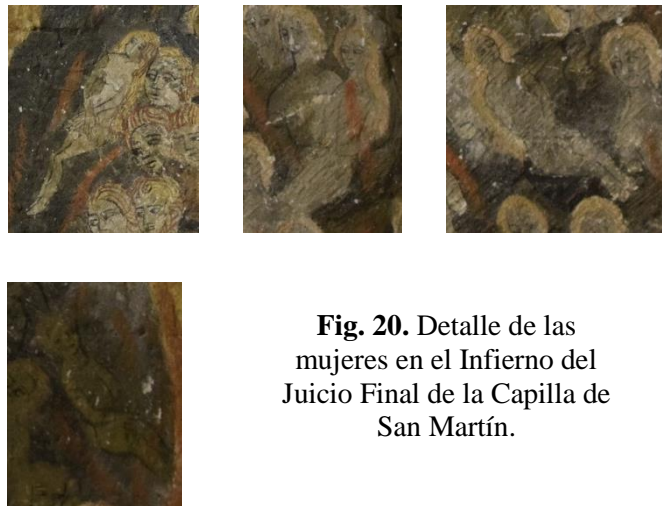 Fig. 20. Detalle de las
mujeres en el Infierno del
Juicio Final de la Capilla de
San Martín.